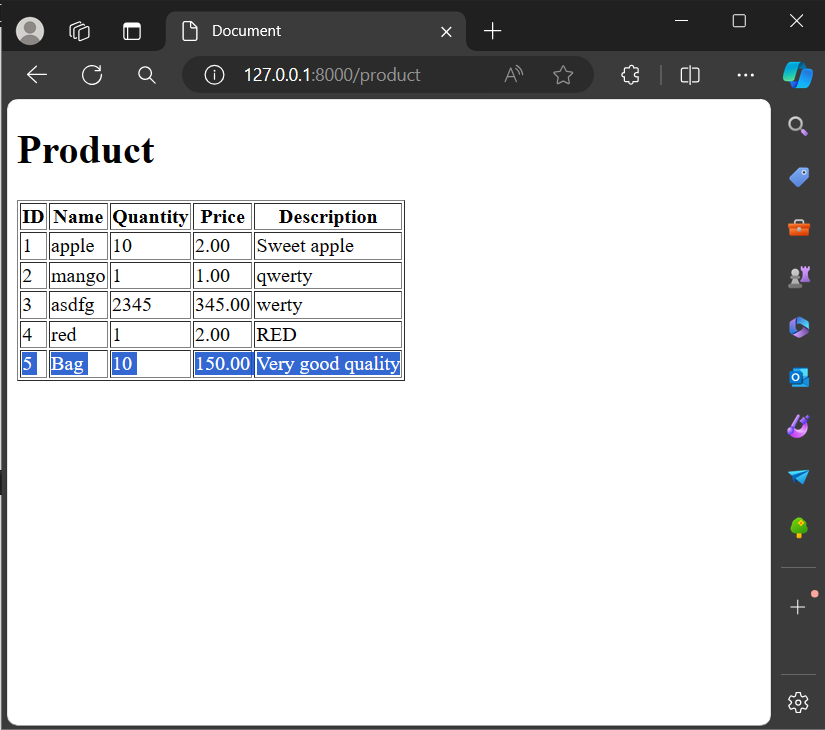 Document
127.0.0.1:8000/product
Product
ID Name Quantity Price Description
1 apple 10 2.00 Sweet apple
2 mango 1 1.00 qwerty
3 asdfg 2345 345.00 werty
4 red 1 2.00 RED
5 Bag 10 150.00 Very good quality